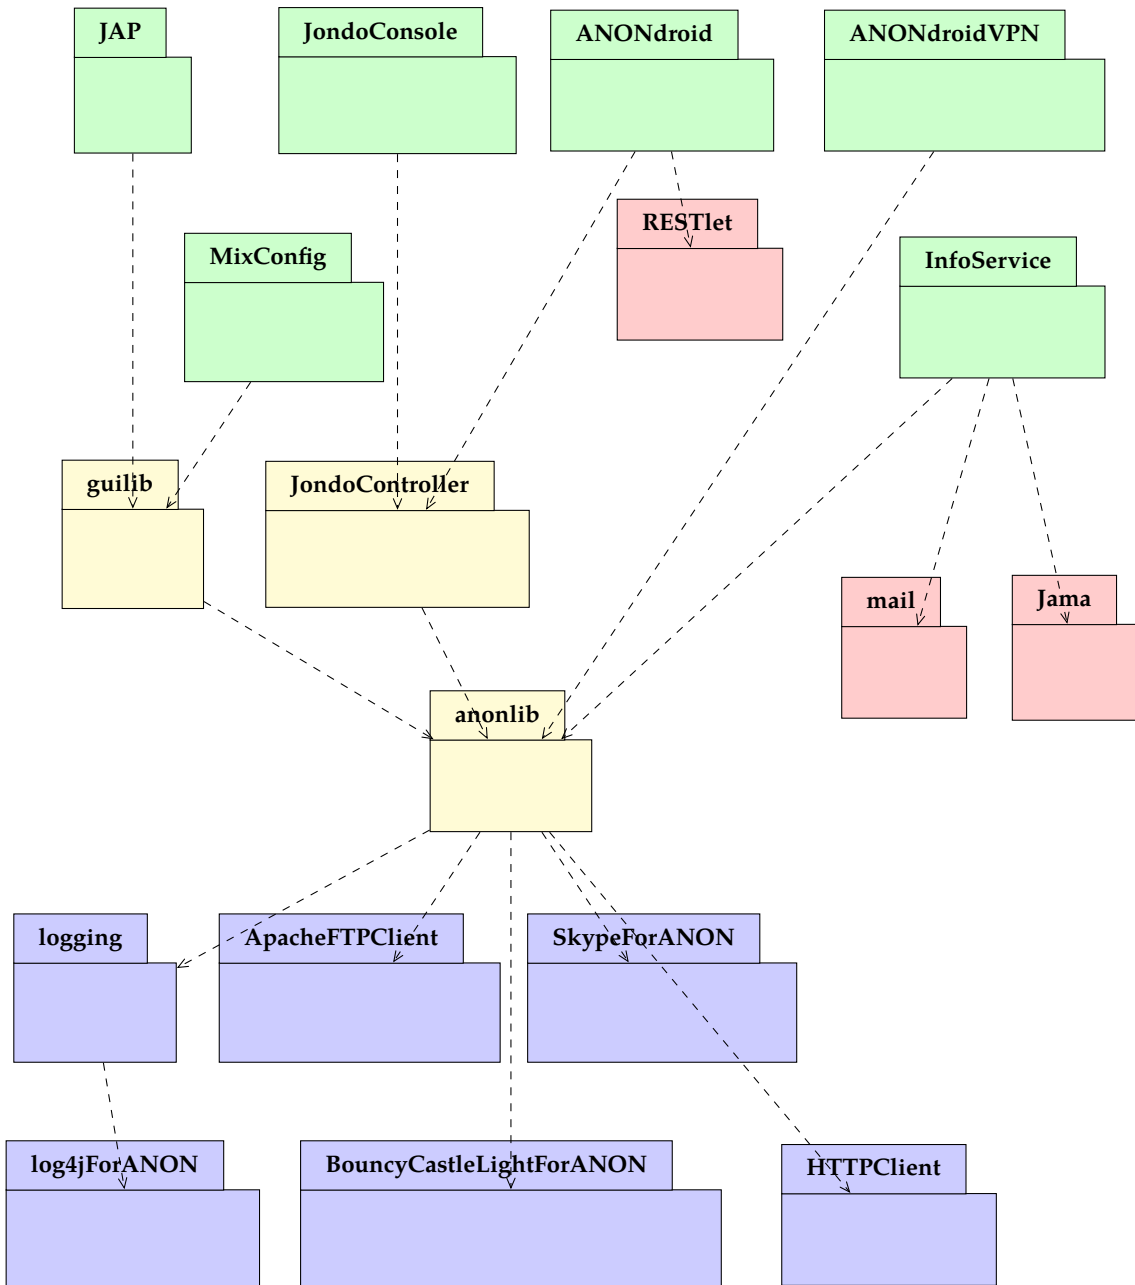 JAP
JondoConsole
ANONdroid
ANONdroidVPN
RESTlet
MixConfig
InfoService
guilib
JondoController
mail
Jama
anonlib
logging
ApacheFTPClient
SkypeForANON
log4jForANON
BouncyCastleLightForANON
HTTPClient